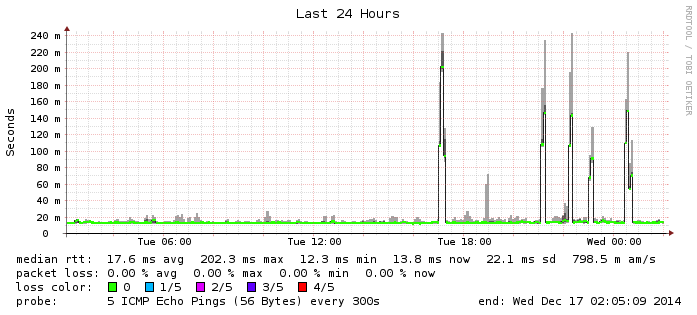 Last 24 Hours
RRDTOOL / TOBI OETIKER
Seconds
240 m
220 m
200 m
180 m
160 m
140 m
120 m
100 m
80 m
60 m
40 m
20 m
0
Tue 06:00 Tue 12:00 Tue 18:00 Wed 00:00
median rtt: 17.6 ms avg 202.3 ms max 12.3 ms min 13.8 ms now 22.1 ms sd 798.5 m am/s
packet loss: 0.00 % avg 0.00 % max 0.00 % min 0.00 % now
loss color: 0 1/5 2/5 3/5 4/5
probe: 5 ICMP Echo Pings (56 Bytes) every 300s end: Wed Dec 17 02:05:09 2014